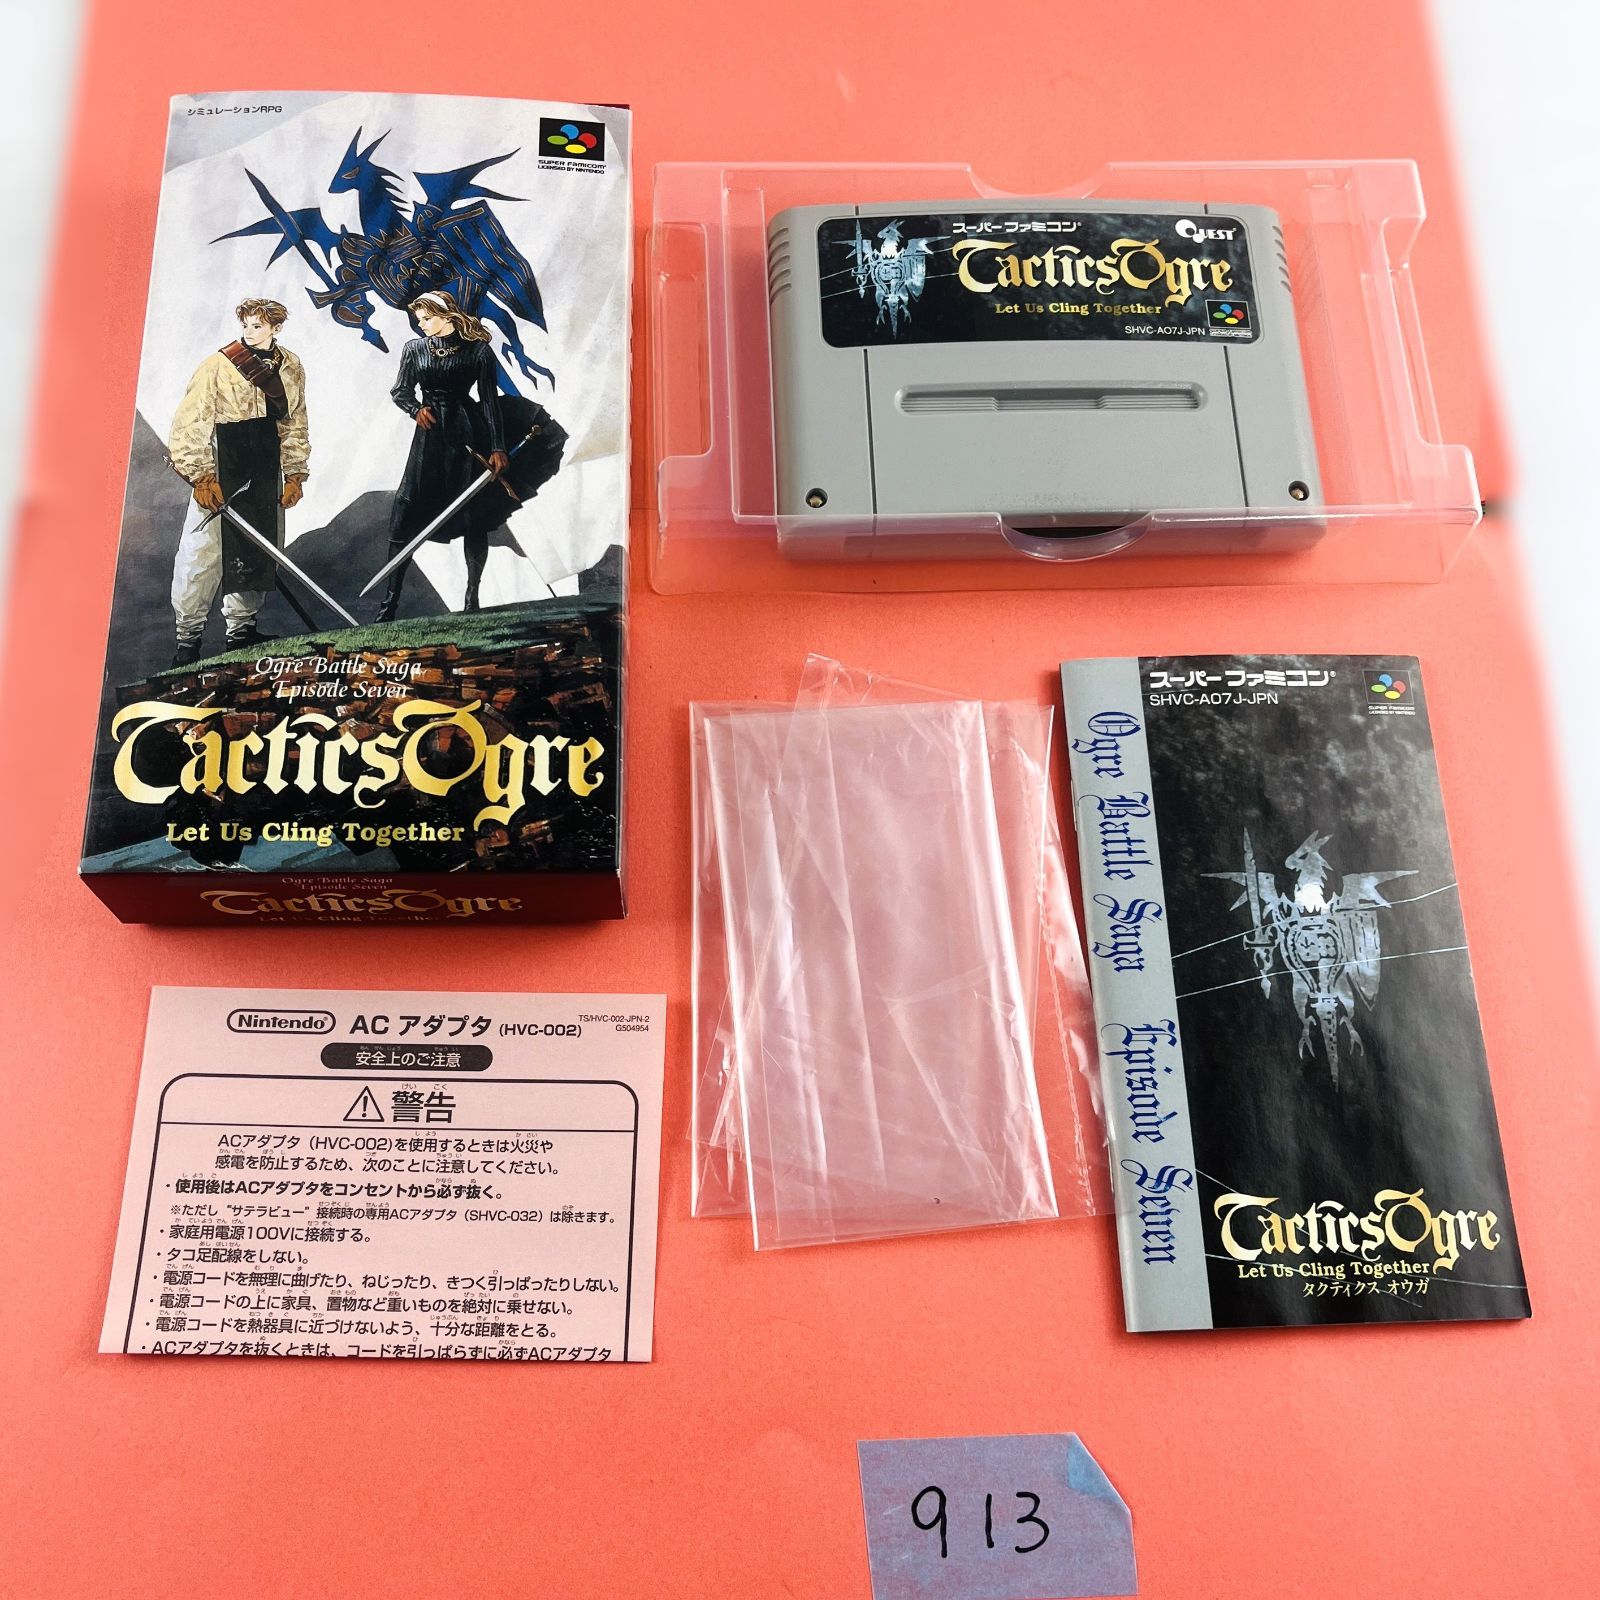 シミュレーションRPG
SUPER FAMICOM
LICENSED BY NINTENDO
Ogre Battle Saga
Episode Seven
Tactics Ogre
Let Us Cling Together
Ogre Battle Saga
Episode Seven
Tactics Ogre
Let Us Cling Together
スーパーファミコン
QUEST
Tactics Ogre
Let Us Cling Together
SHVC-AO7J-JPN
スーパーファミコン
SHVC-AO7J-JPN
SUPER FAMICOM
LICENSED BY NINTENDO
Ogre Battle Saga Episode Seven
Tactics Ogre
Let Us Cling Together
タクティクス オウガ
Nintendo ACアダプタ (HVC-002)
TS/HVC-002-JPN-2
G504954
安全上のご注意
警告
ACアダプタ (HVC-002)を使用するときは火災や
感電を防止するため、次のことに注意してください。
・使用後はACアダプタをコンセントから必ず抜く。
※ただし“サテラビュー”接続時の専用ACアダプタ (SHVC-032) は除きます。
・家庭用電源100Vに接続する。
・タコ足配線をしない。
・電源コードを無理に曲げたり、ねじったり、きつく引っぱったりしない。
・電源コードの上に家具、置物など重いものを絶対に乗せない。
・電源コードを熱器具に近づけないよう、十分な距離をとる。
・ACアダプタを抜くときは、コードを引っぱらずに必ずACアダプタ
913